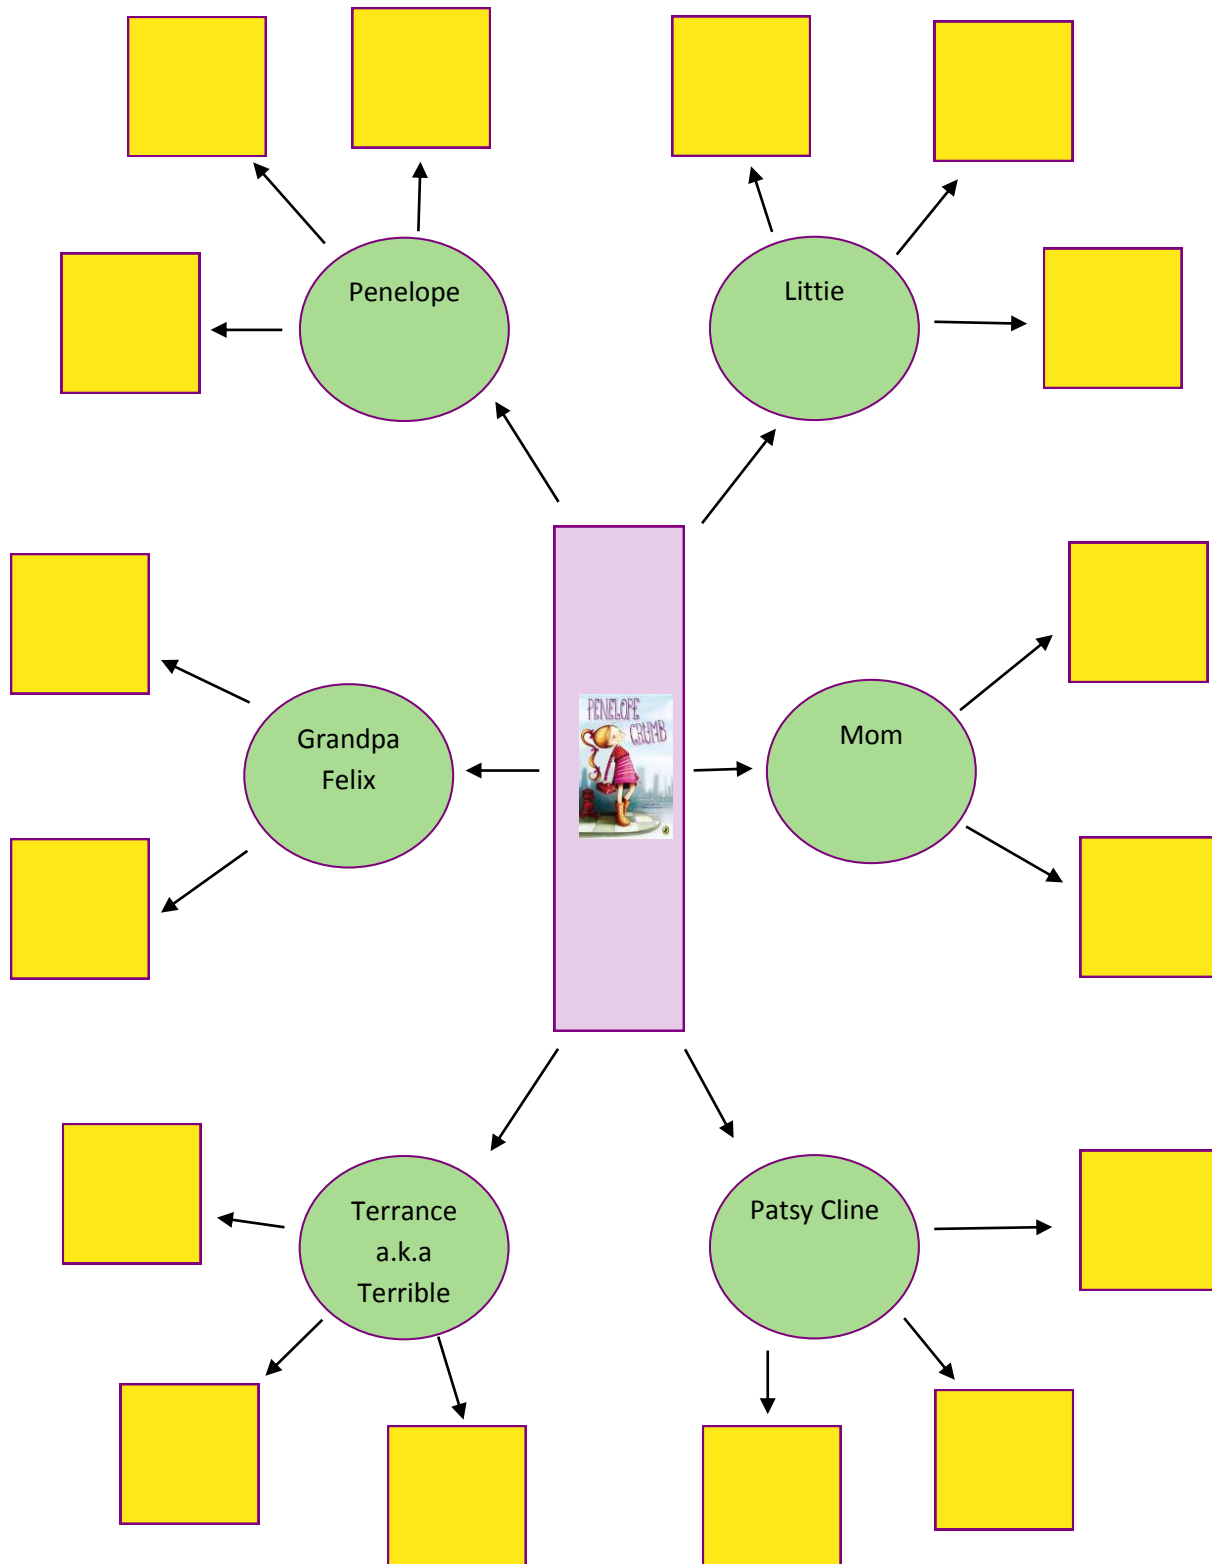 Penelope
Littie
PENELOPE
CRUMB
Grandpa
Felix
Mom
Terrance
a.k.a
Terrible
Patsy Cline